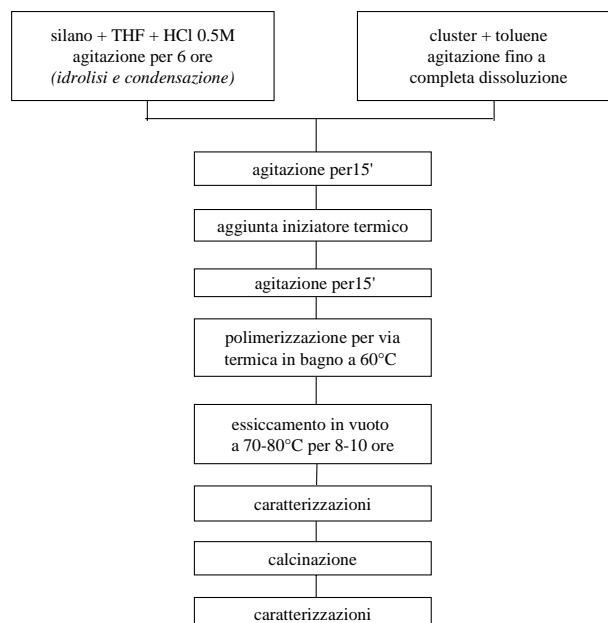 silano + THF + HCl 0.5M
agitazione per 6 ore
(idrolisi e condensazione)
cluster + toluene
agitazione fino a
completa dissoluzione
agitazione per15'
aggiunta iniziatore termico
agitazione per15'
polimerizzazione per via
termica in bagno a 60°C
essiccamento in vuoto
a 70-80°C per 8-10 ore
caratterizzazioni
calcinazione
caratterizzazioni